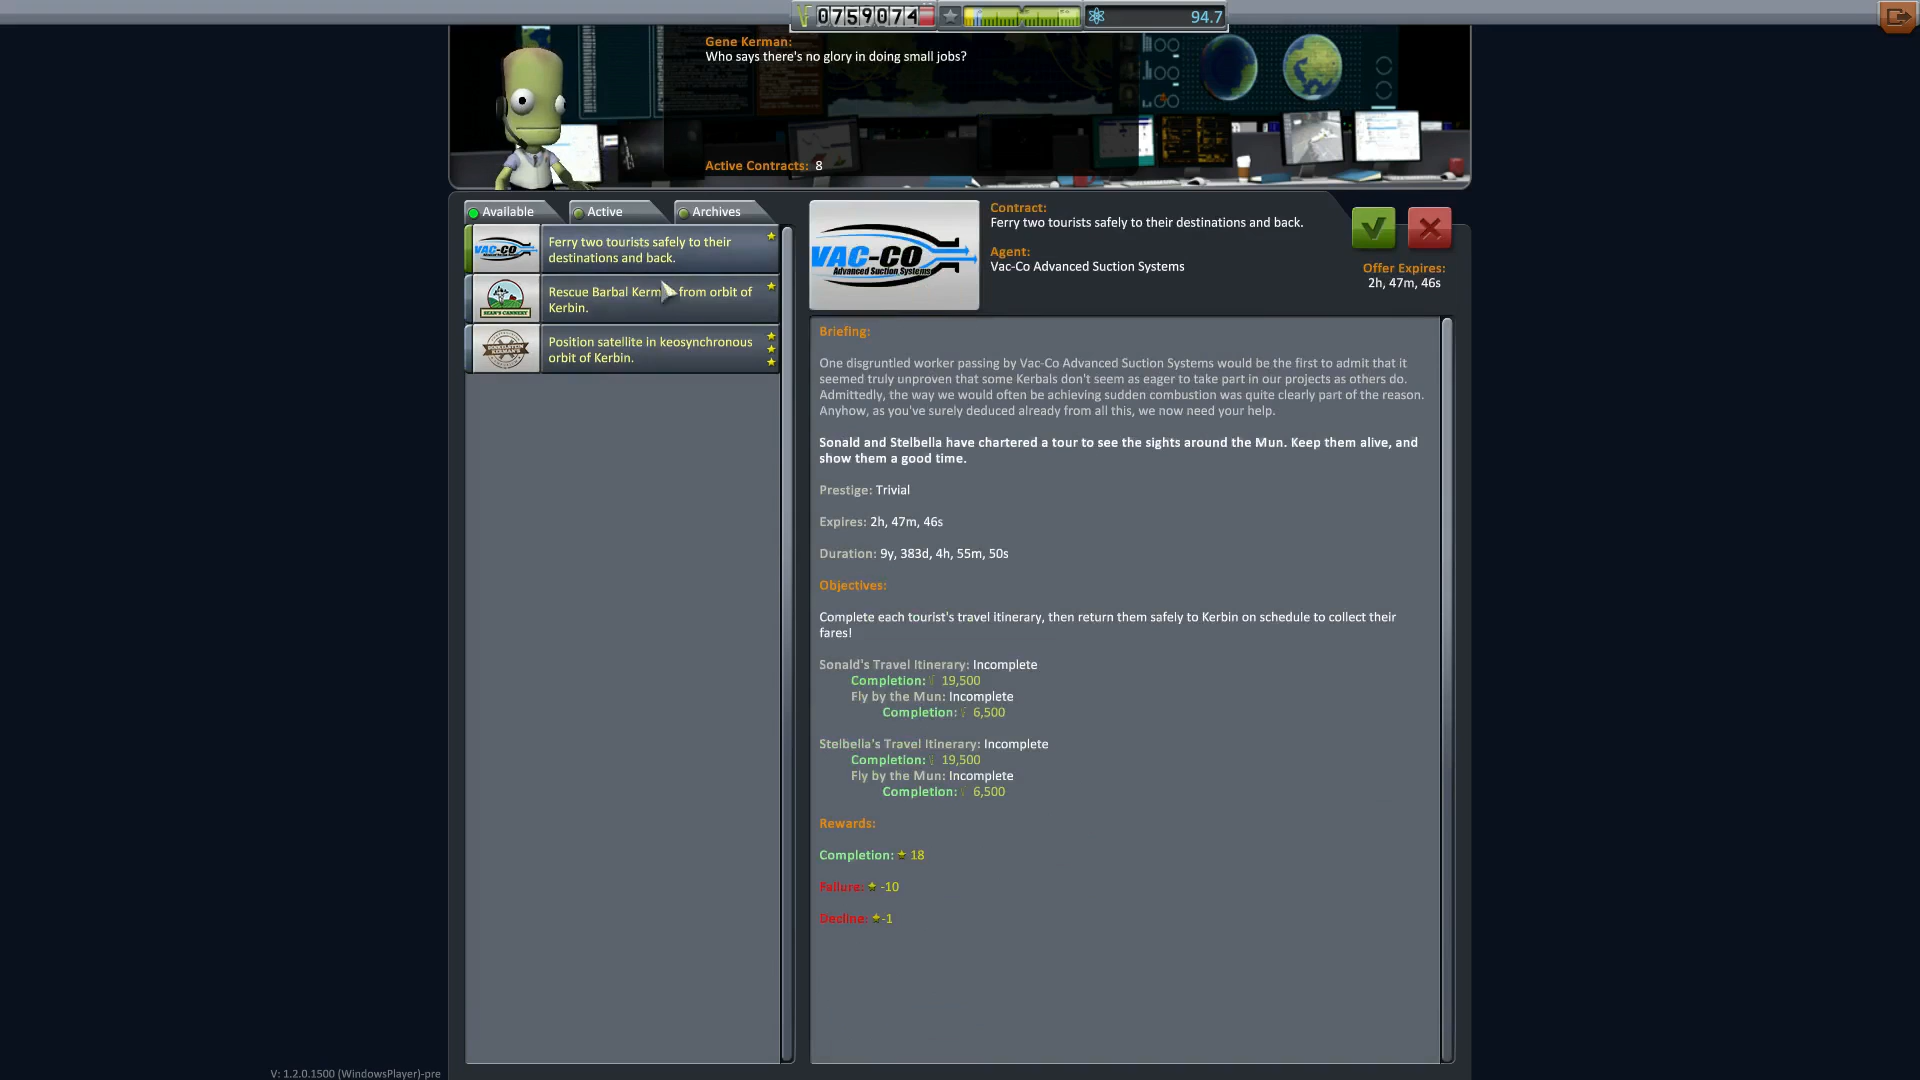 0759074
94.7
Gene Kerman:
Who says there's no glory in doing small jobs?
Active Contracts: 8
Available
Active
Archives
VAC-CO
Ferry two tourists safely to their
destinations and back.
SEAN'S CANNERY
Rescue Barbal Kerm from orbit of
Kerbin.
Position satellite in keosynchronous
orbit of Kerbin.
VAC-CO
Advanced Suction Systems
Contract:
Ferry two tourists safely to their destinations and back.
Agent:
Vac-Co Advanced Suction Systems
Offer Expires:
2h, 47m, 46s
Briefing:
One disgruntled worker passing by Vac-Co Advanced Suction Systems would be the first to admit that it
seemed truly unproven that some Kerbals don't seem as eager to take part in our projects as others do.
Admittedly, the way we would often be achieving sudden combustion was quite clearly part of the reason.
Anyhow, as you've surely deduced already from all this, we now need your help.
Sonald and Stelbella have chartered a tour to see the sights around the Mun. Keep them alive, and
show them a good time.
Prestige: Trivial
Expires: 2h, 47m, 46s
Duration: 9y, 383d, 4h, 55m, 50s
Objectives:
Complete each tourist's travel itinerary, then return them safely to Kerbin on schedule to collect their
fares!
Sonald's Travel Itinerary: Incomplete
Completion: 19,500
Fly by the Mun: Incomplete
Completion: 6,500
Stelbella's Travel Itinerary: Incomplete
Completion: 19,500
Fly by the Mun: Incomplete
Completion: 6,500
Rewards:
Completion: 18
Failure: -10
Decline: -1
V: 1.2.0.1500 (WindowsPlayer)-pre